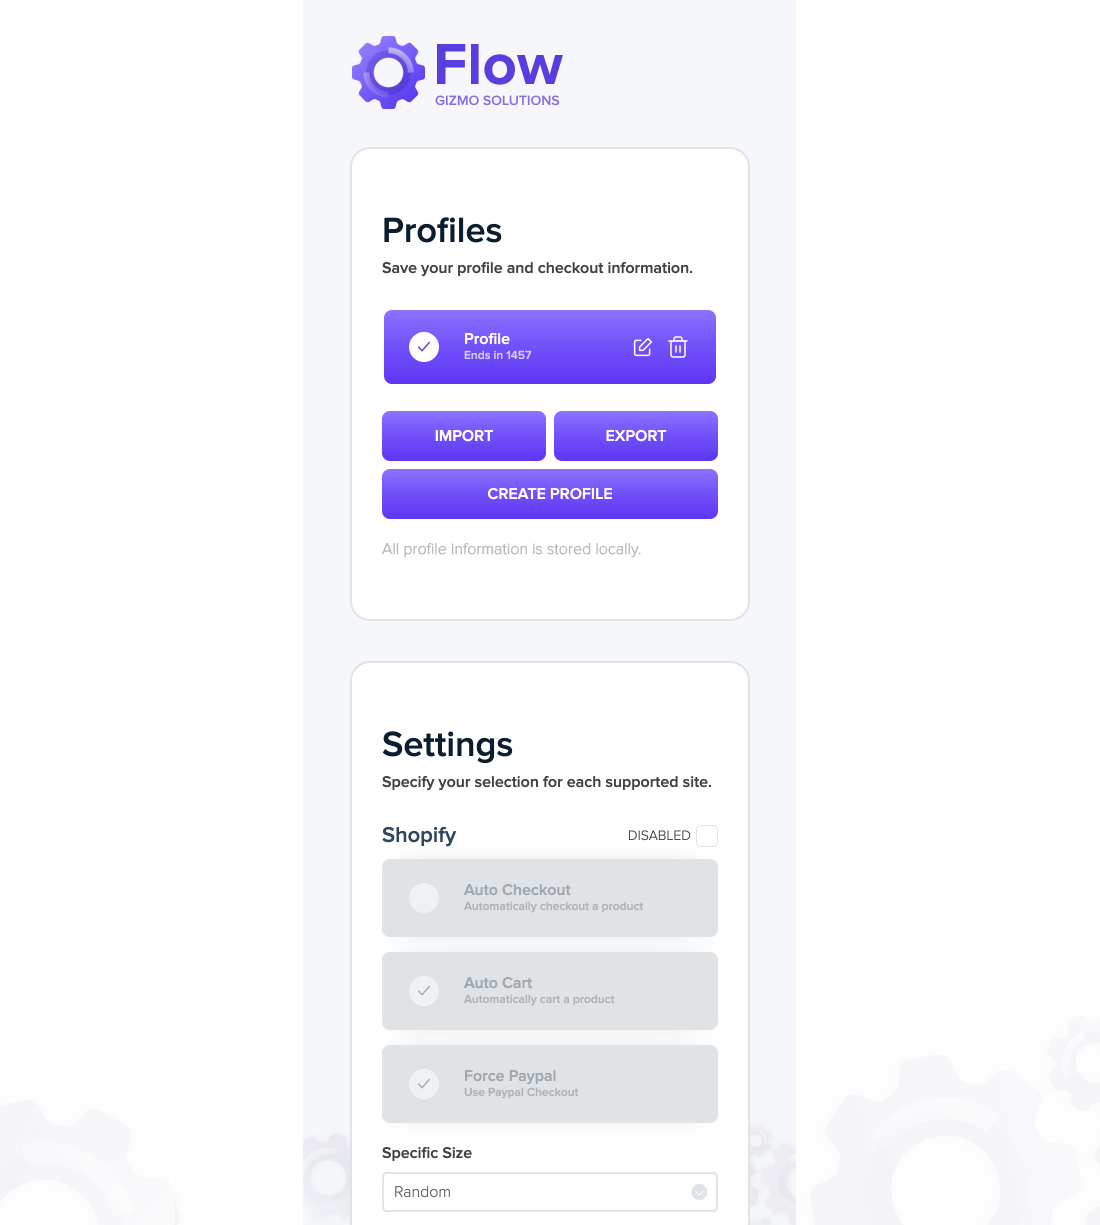 Flow
GIZMO SOLUTIONS
Profiles
Save your profile and checkout information.
Profile
Ends in 1457
IMPORT
EXPORT
CREATE PROFILE
All profile information is stored locally.
Settings
Specify your selection for each supported site.
Shopify
DISABLED
Auto Checkout
Automatically checkout a product
Auto Cart
Automatically cart a product
Force Paypal
Use Paypal Checkout
Specific Size
Random